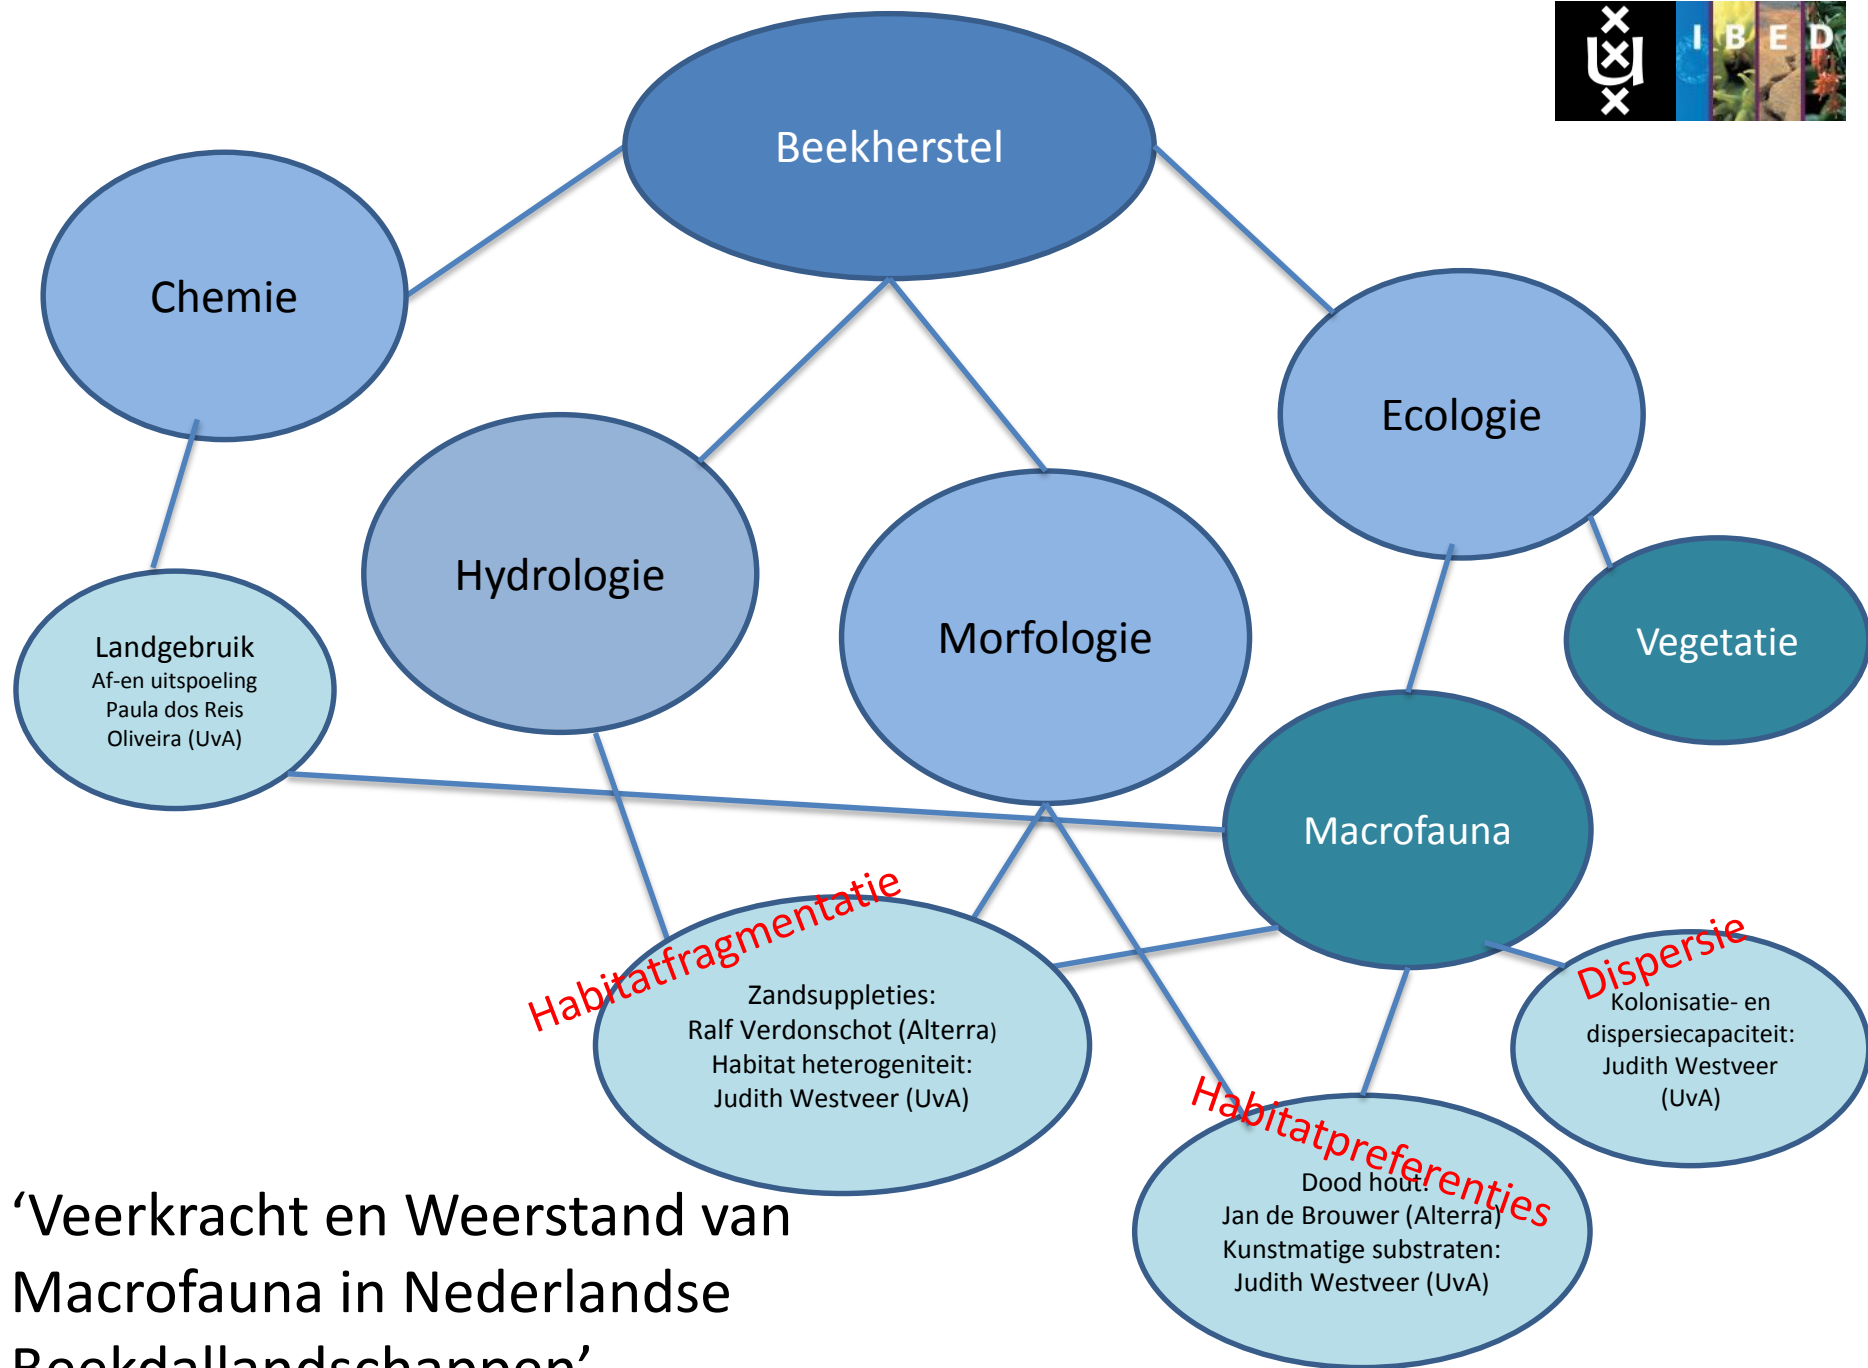 I B E D
Beekherstel
Chemie
Ecologie
Hydrologie
Morfologie
Landgebruik
Af-en uitspoeling
Paula dos Reis
Oliveira (UvA)
Vegetatie
Macrofauna
Habitatfragmentatie
Zandsuppleties:
Ralf Verdonschot (Alterra)
Habitat heterogeniteit:
Judith Westveer (UvA)
Dispersie
Kolonisatie- en
dispersiecapaciteit:
Judith Westveer
(UvA)
Habitatpreferenties
Dood hout:
Jan de Brouwer (Alterra)
Kunstmatige substraten:
Judith Westveer (UvA)
‘Veerkracht en Weerstand van
Macrofauna in Nederlandse
Beekdallandschappen’